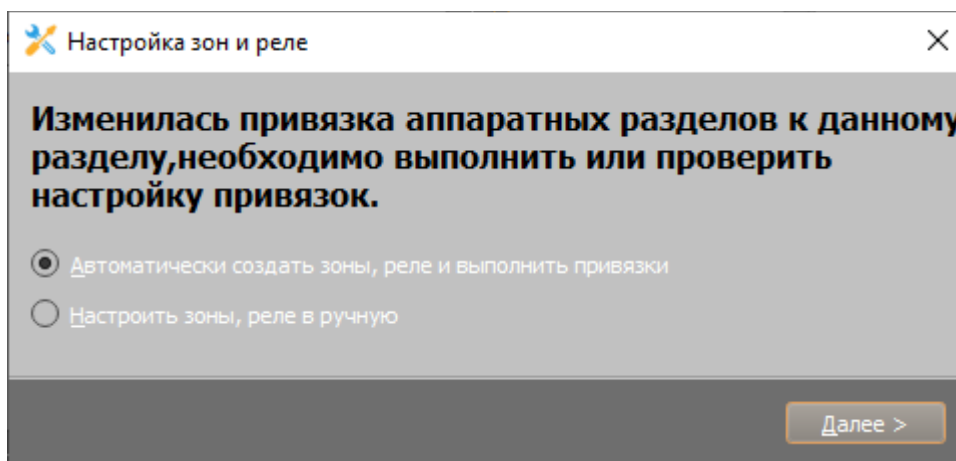 Настройка зон и реле
Изменилась привязка аппаратных разделов к данному
разделу,необходимо выполнить или проверить
настройку привязок.
Автоматически создать зоны, реле и выполнить привязки
Настроить зоны, реле в ручную
Далее >